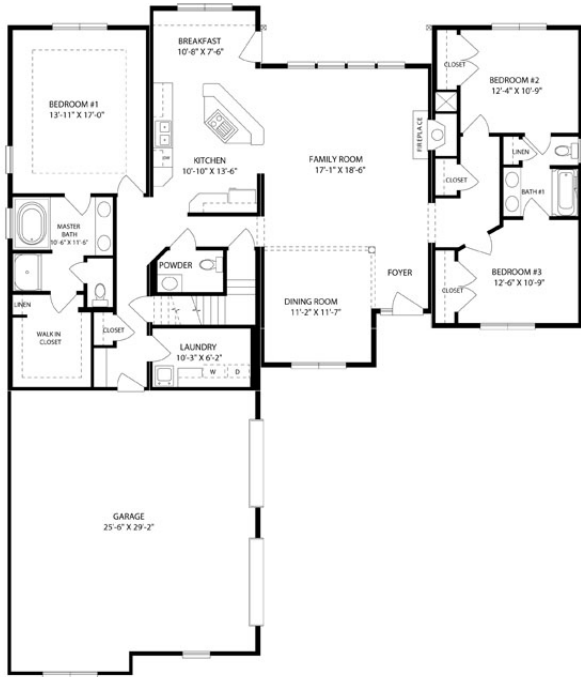 BREAKFAST
10'-8" X 7'-6"
BEDROOM #1
13'-11" X 17'-0"
CLOSET
BEDROOM #2
12'-4" X 10'-9"
KITCHEN
10'-10" X 13'-6"
DW
FAMILY ROOM
17'-1" X 18'-6"
FIREPLACE
LINEN
CLOSET
BATH #1
MASTER
BATH
10'-6" X 11'-6"
POWDER
FOYER
BEDROOM #3
12'-6" X 10'-9"
CLOSET
DINING ROOM
11'-2" X 11'-7"
LINEN
WALK IN
CLOSET
CLOSET
LAUNDRY
10'-3" X 6'-2"
W
D
GARAGE
25'-6" X 29'-2"